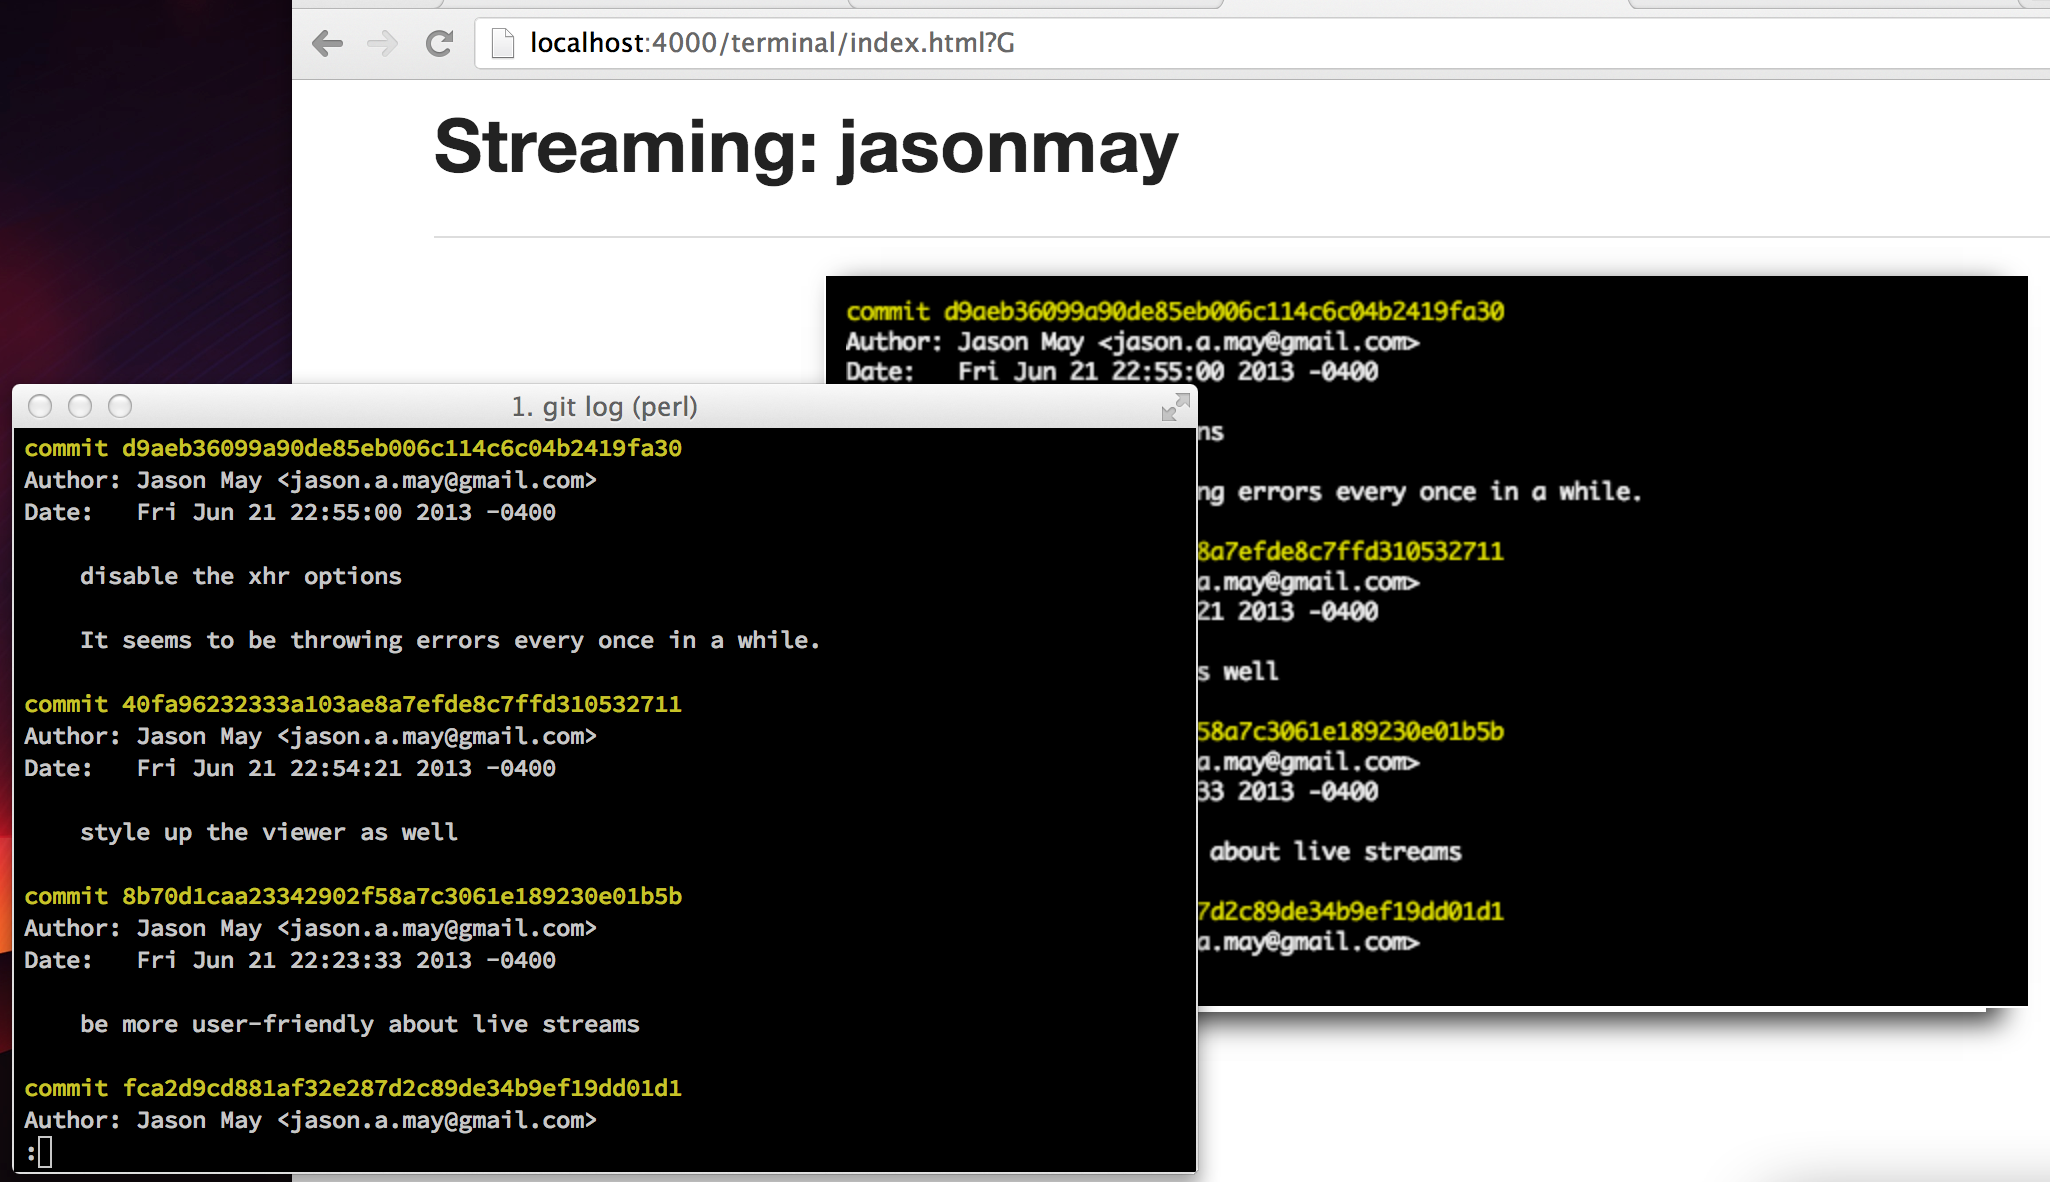 localhost:4000/terminal/index.html?G
Streaming: jasonmay
commit d9aeb36099a90de85eb006c114c6c04b2419fa30
Author: Jason May <jason.a.may@gmail.com>
Date:   Fri Jun 21 22:55:00 2013 -0400
ns
ng errors every once in a while.
8a7efde8c7ffd310532711
a.may@gmail.com>
21 2013 -0400
s well
58a7c3061e189230e01b5b
a.may@gmail.com>
33 2013 -0400
about live streams
7d2c89de34b9ef19dd01d1
a.may@gmail.com>
1. git log (perl)
commit d9aeb36099a90de85eb006c114c6c04b2419fa30
Author: Jason May <jason.a.may@gmail.com>
Date:   Fri Jun 21 22:55:00 2013 -0400
disable the xhr options
It seems to be throwing errors every once in a while.
commit 40fa96232333a103ae8a7efde8c7ffd310532711
Author: Jason May <jason.a.may@gmail.com>
Date:   Fri Jun 21 22:54:21 2013 -0400
style up the viewer as well
commit 8b70d1caa23342902f58a7c3061e189230e01b5b
Author: Jason May <jason.a.may@gmail.com>
Date:   Fri Jun 21 22:23:33 2013 -0400
be more user-friendly about live streams
commit fca2d9cd881af32e287d2c89de34b9ef19dd01d1
Author: Jason May <jason.a.may@gmail.com>
: